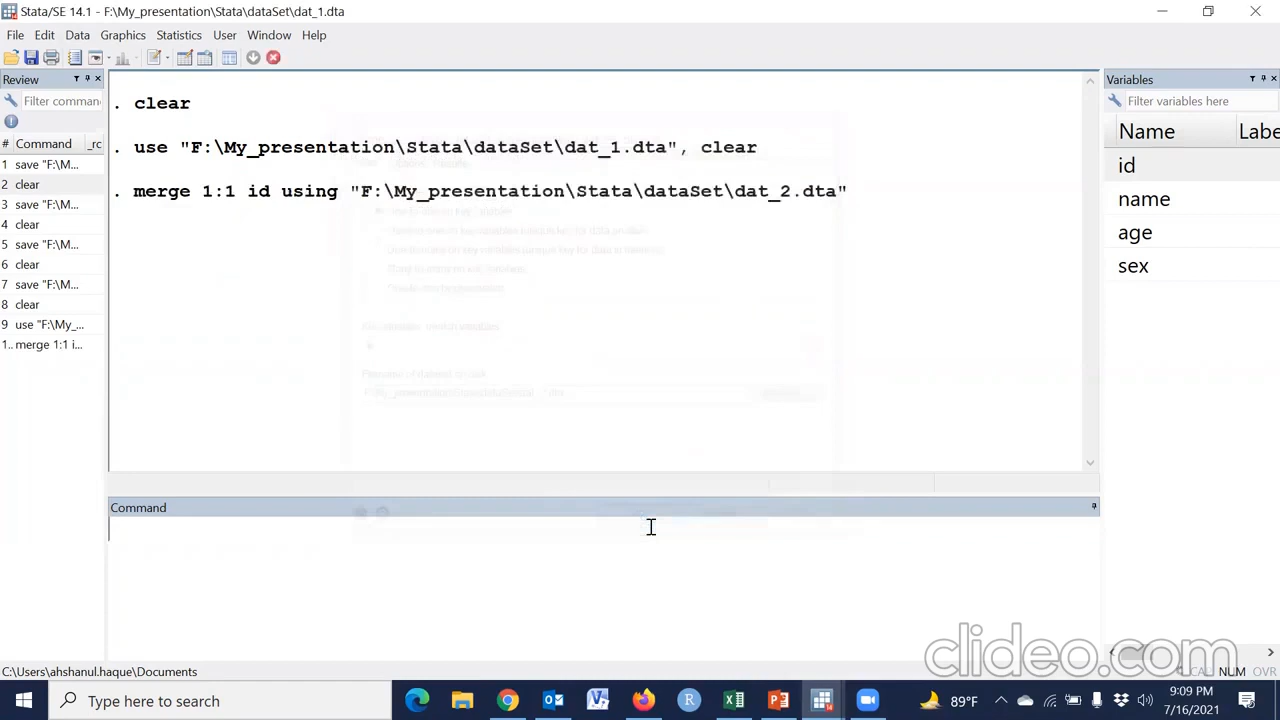 Stata/SE 14.1 - F:\My_presentation\Stata\dataSet\dat_1.dta
File Edit Data Graphics Statistics User Window Help
Review
Filter comman
# Command _rc
1 save "F:\M...
2 clear
3 save "F:\M...
4 clear
5 save "F:\M...
6 clear
7 save "F:\M...
8 clear
9 use "F:\My_...
1.. merge 1:1 i...
. clear
. use "F:\My_presentation\Stata\dataSet\dat_1.dta", clear
. merge 1:1 id using "F:\My_presentation\Stata\dataSet\dat_2.dta"
Command
Variables
Filter variables here
Name Labe
id
name
age
sex
clideo.com
C:\Users\ahshanul.haque\Documents
NUM OVR
Type here to search
89°F
9:09 PM
7/16/2021